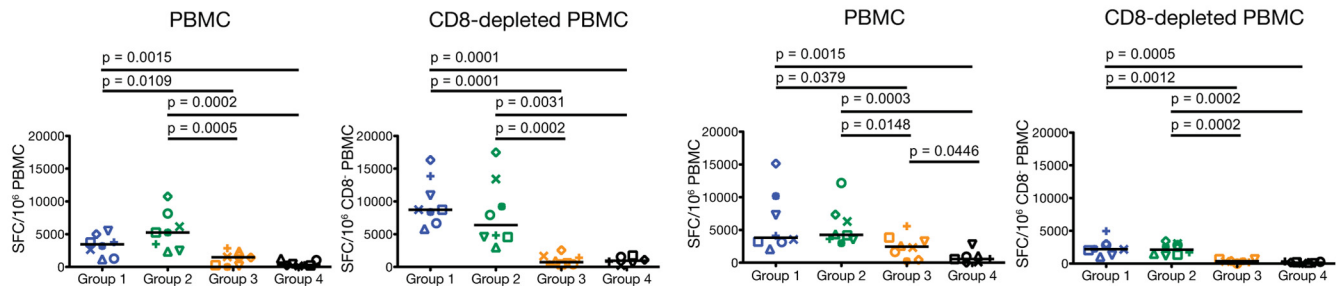 PBMC
p = 0.0015
p = 0.0109
p = 0.0002
p = 0.0005
SFC/10⁶ PBMC
20000
15000
10000
5000
0
Group 1 Group 2 Group 3 Group 4
CD8-depleted PBMC
p = 0.0001
p = 0.0001
p = 0.0031
p = 0.0002
SFC/10⁶ CD8⁻ PBMC
20000
15000
10000
5000
0
Group 1 Group 2 Group 3 Group 4
PBMC
p = 0.0015
p = 0.0379
p = 0.0003
p = 0.0148
p = 0.0446
SFC/10⁶ PBMC
20000
15000
10000
5000
0
Group 1 Group 2 Group 3 Group 4
CD8-depleted PBMC
p = 0.0005
p = 0.0012
p = 0.0002
p = 0.0002
SFC/10⁶ CD8⁻ PBMC
20000
15000
10000
5000
0
Group 1 Group 2 Group 3 Group 4